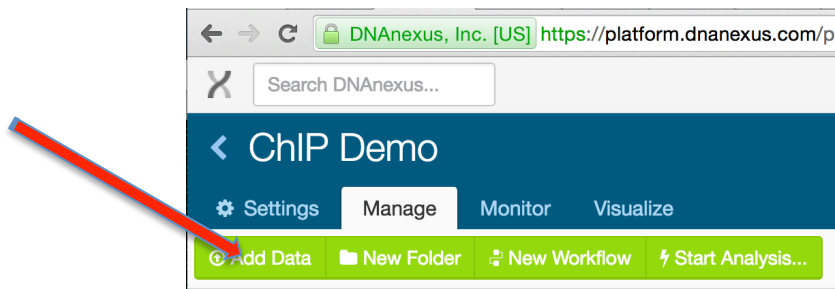 DNAnexus, Inc. [US] https://platform.dnanexus.com/p
Search DNAnexus...
ChIP Demo
Settings Manage Monitor Visualize
Add Data New Folder New Workflow Start Analysis...